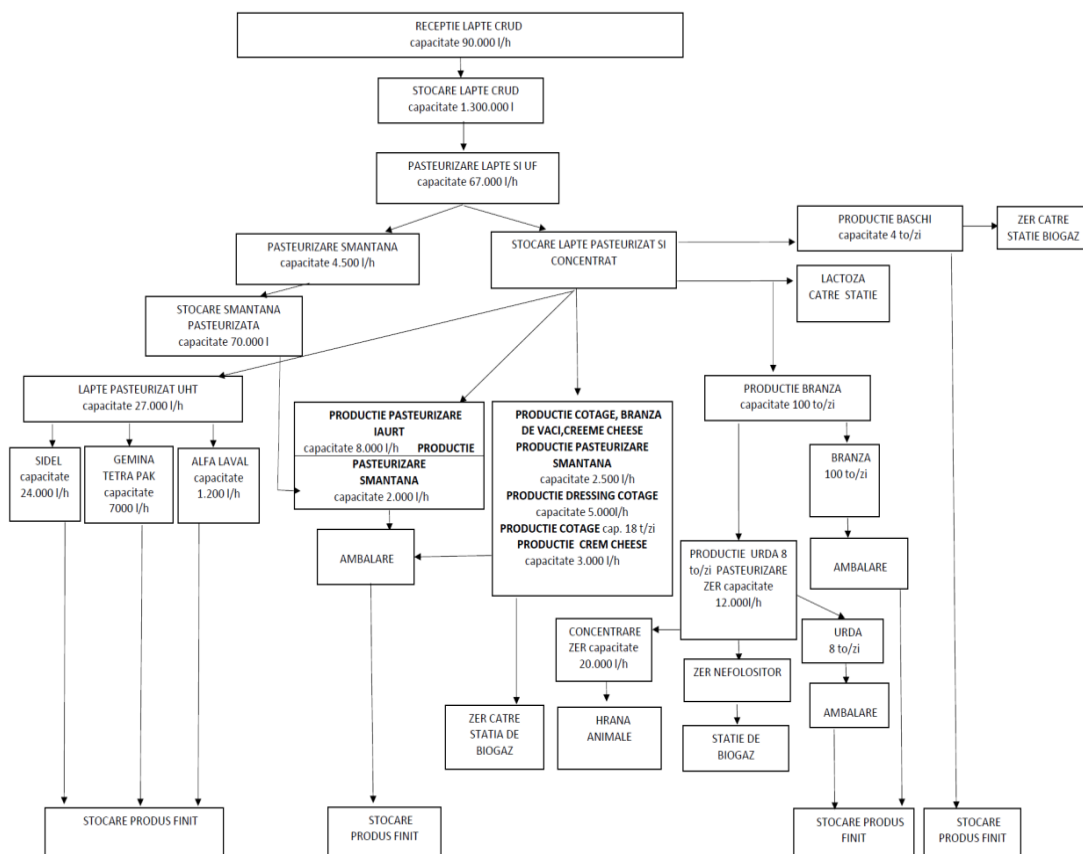 RECEPTIE LAPTE CRUD
capacitate 90.000 l/h
STOCARE LAPTE CRUD
capacitate 1.300.000 l
PASTEURIZARE LAPTE SI UF
capacitate 67.000 l/h
PRODUCTIE BASCHI
capacitate 4 to/zi
ZER CATRE
STATIE BIOGAZ
PASTEURIZARE SMANTANA
capacitate 4.500 l/h
STOCARE LAPTE PASTEURIZAT SI
CONCENTRAT
LACTOZA
CATRE STATIE
STOCARE SMANTANA
PASTEURIZATA
capacitate 70.000 l
LAPTE PASTEURIZAT UHT
capacitate 27.000 l/h
PRODUCTIE BRANZA
capacitate 100 to/zi
PRODUCTIE PASTEURIZARE
IAURT
capacitate 8.000 l/h PRODUCTIE
PASTEURIZARE
SMANTANA
capacitate 2.000 l/h
PRODUCTIE COTAGE, BRANZA
DE VACI,CREEME CHEESE
PRODUCTIE PASTEURIZARE
SMANTANA
capacitate 2.500 l/h
PRODUCTIE DRESSING COTAGE
capacitate 5.000l/h
PRODUCTIE COTAGE cap. 18 t/zi
PRODUCTIE CREM CHEESE
capacitate 3.000 l/h
SIDEL
capacitate
24.000 l/h
GEMINA
TETRA PAK
capacitate
7000 l/h
ALFA LAVAL
capacitate
1.200 l/h
BRANZA
100 to/zi
AMBALARE
PRODUCTIE URDA 8
to/zi PASTEURIZARE
ZER capacitate
12.000l/h
AMBALARE
CONCENTRARE
ZER capacitate
20.000 l/h
URDA
8 to/zi
ZER NEFOLOSITOR
ZER CATRE
STATIA DE
BIOGAZ
HRANA
ANIMALE
STATIE DE
BIOGAZ
AMBALARE
STOCARE PRODUS FINIT
STOCARE
PRODUS FINIT
STOCARE PRODUS
FINIT
STOCARE
PRODUS FINIT